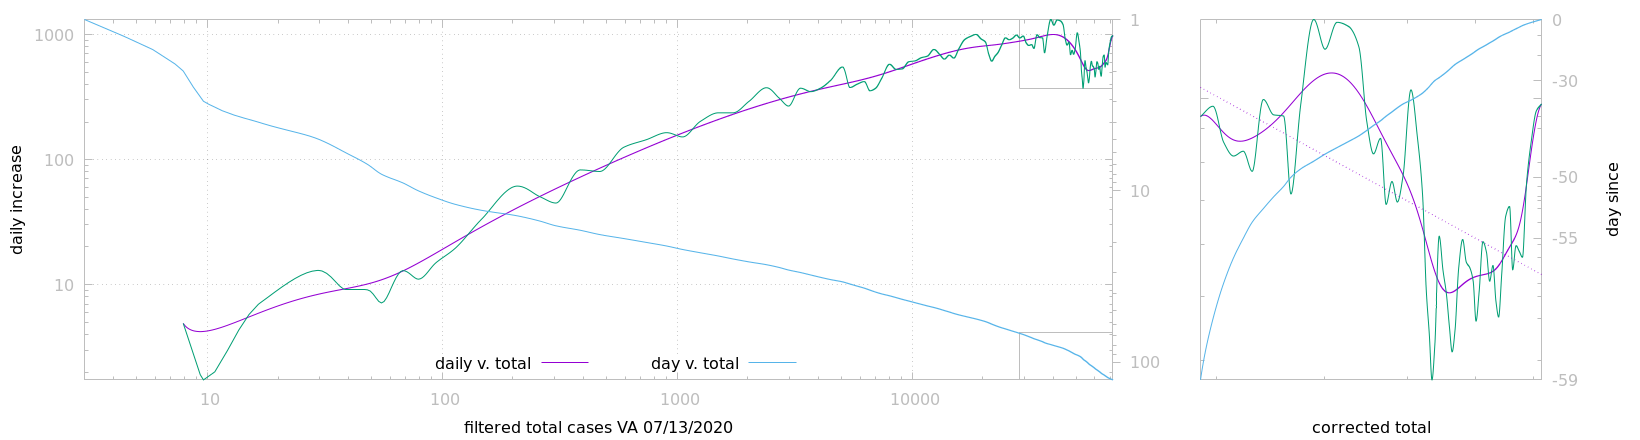 1000
100
10
daily increase
10
100
1000
10000
filtered total cases VA 07/13/2020
daily v. total
day v. total
1
10
100
0
-30
-50
-55
-59
day since
corrected total